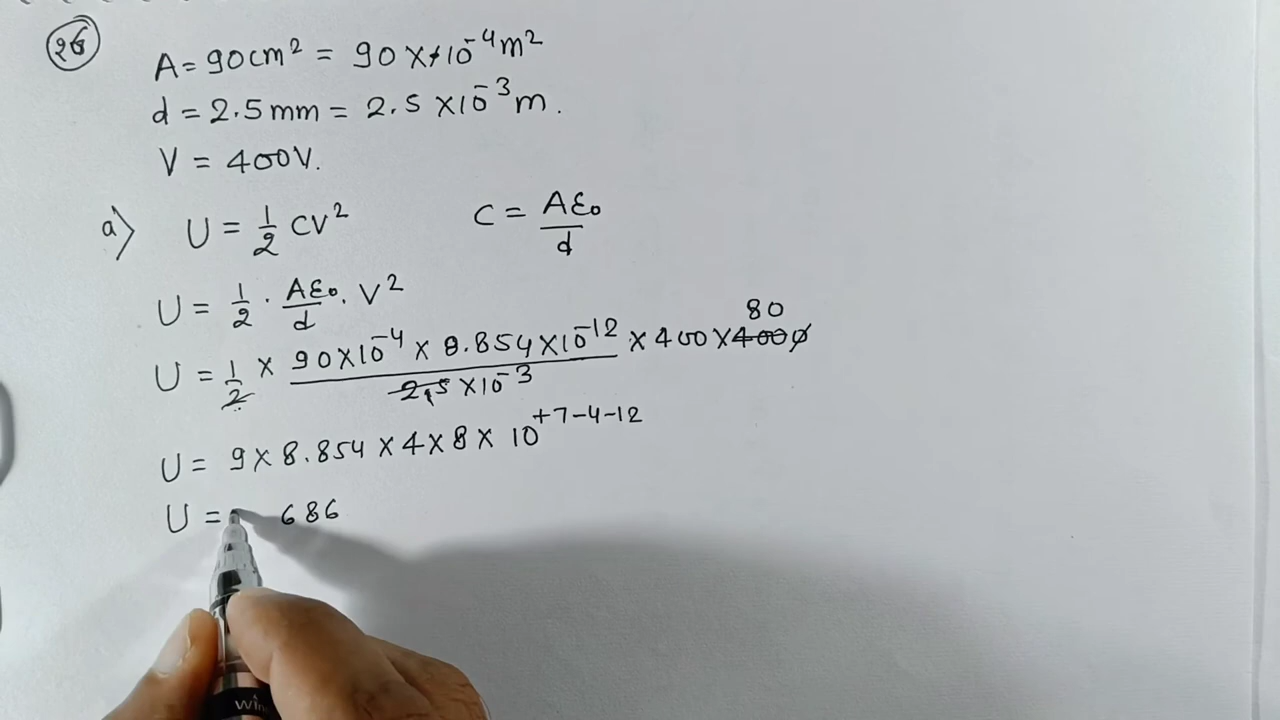 26
A = 90cm² = 90 × 10⁻⁴ m²
d = 2.5mm = 2.5 × 10⁻³ m.
V = 400V.
a) U = 1/2 CV² C = Aε₀/d
U = 1/2 · Aε₀/d · V²
80
U = 1/2 × 90×10⁻⁴ × 8.854×10⁻¹² / 2.5 × 10⁻³ × 400 × 4000
U = 9 × 8.854 × 4 × 8 × 10⁺⁷⁻⁴⁻¹²
U = 686
Win